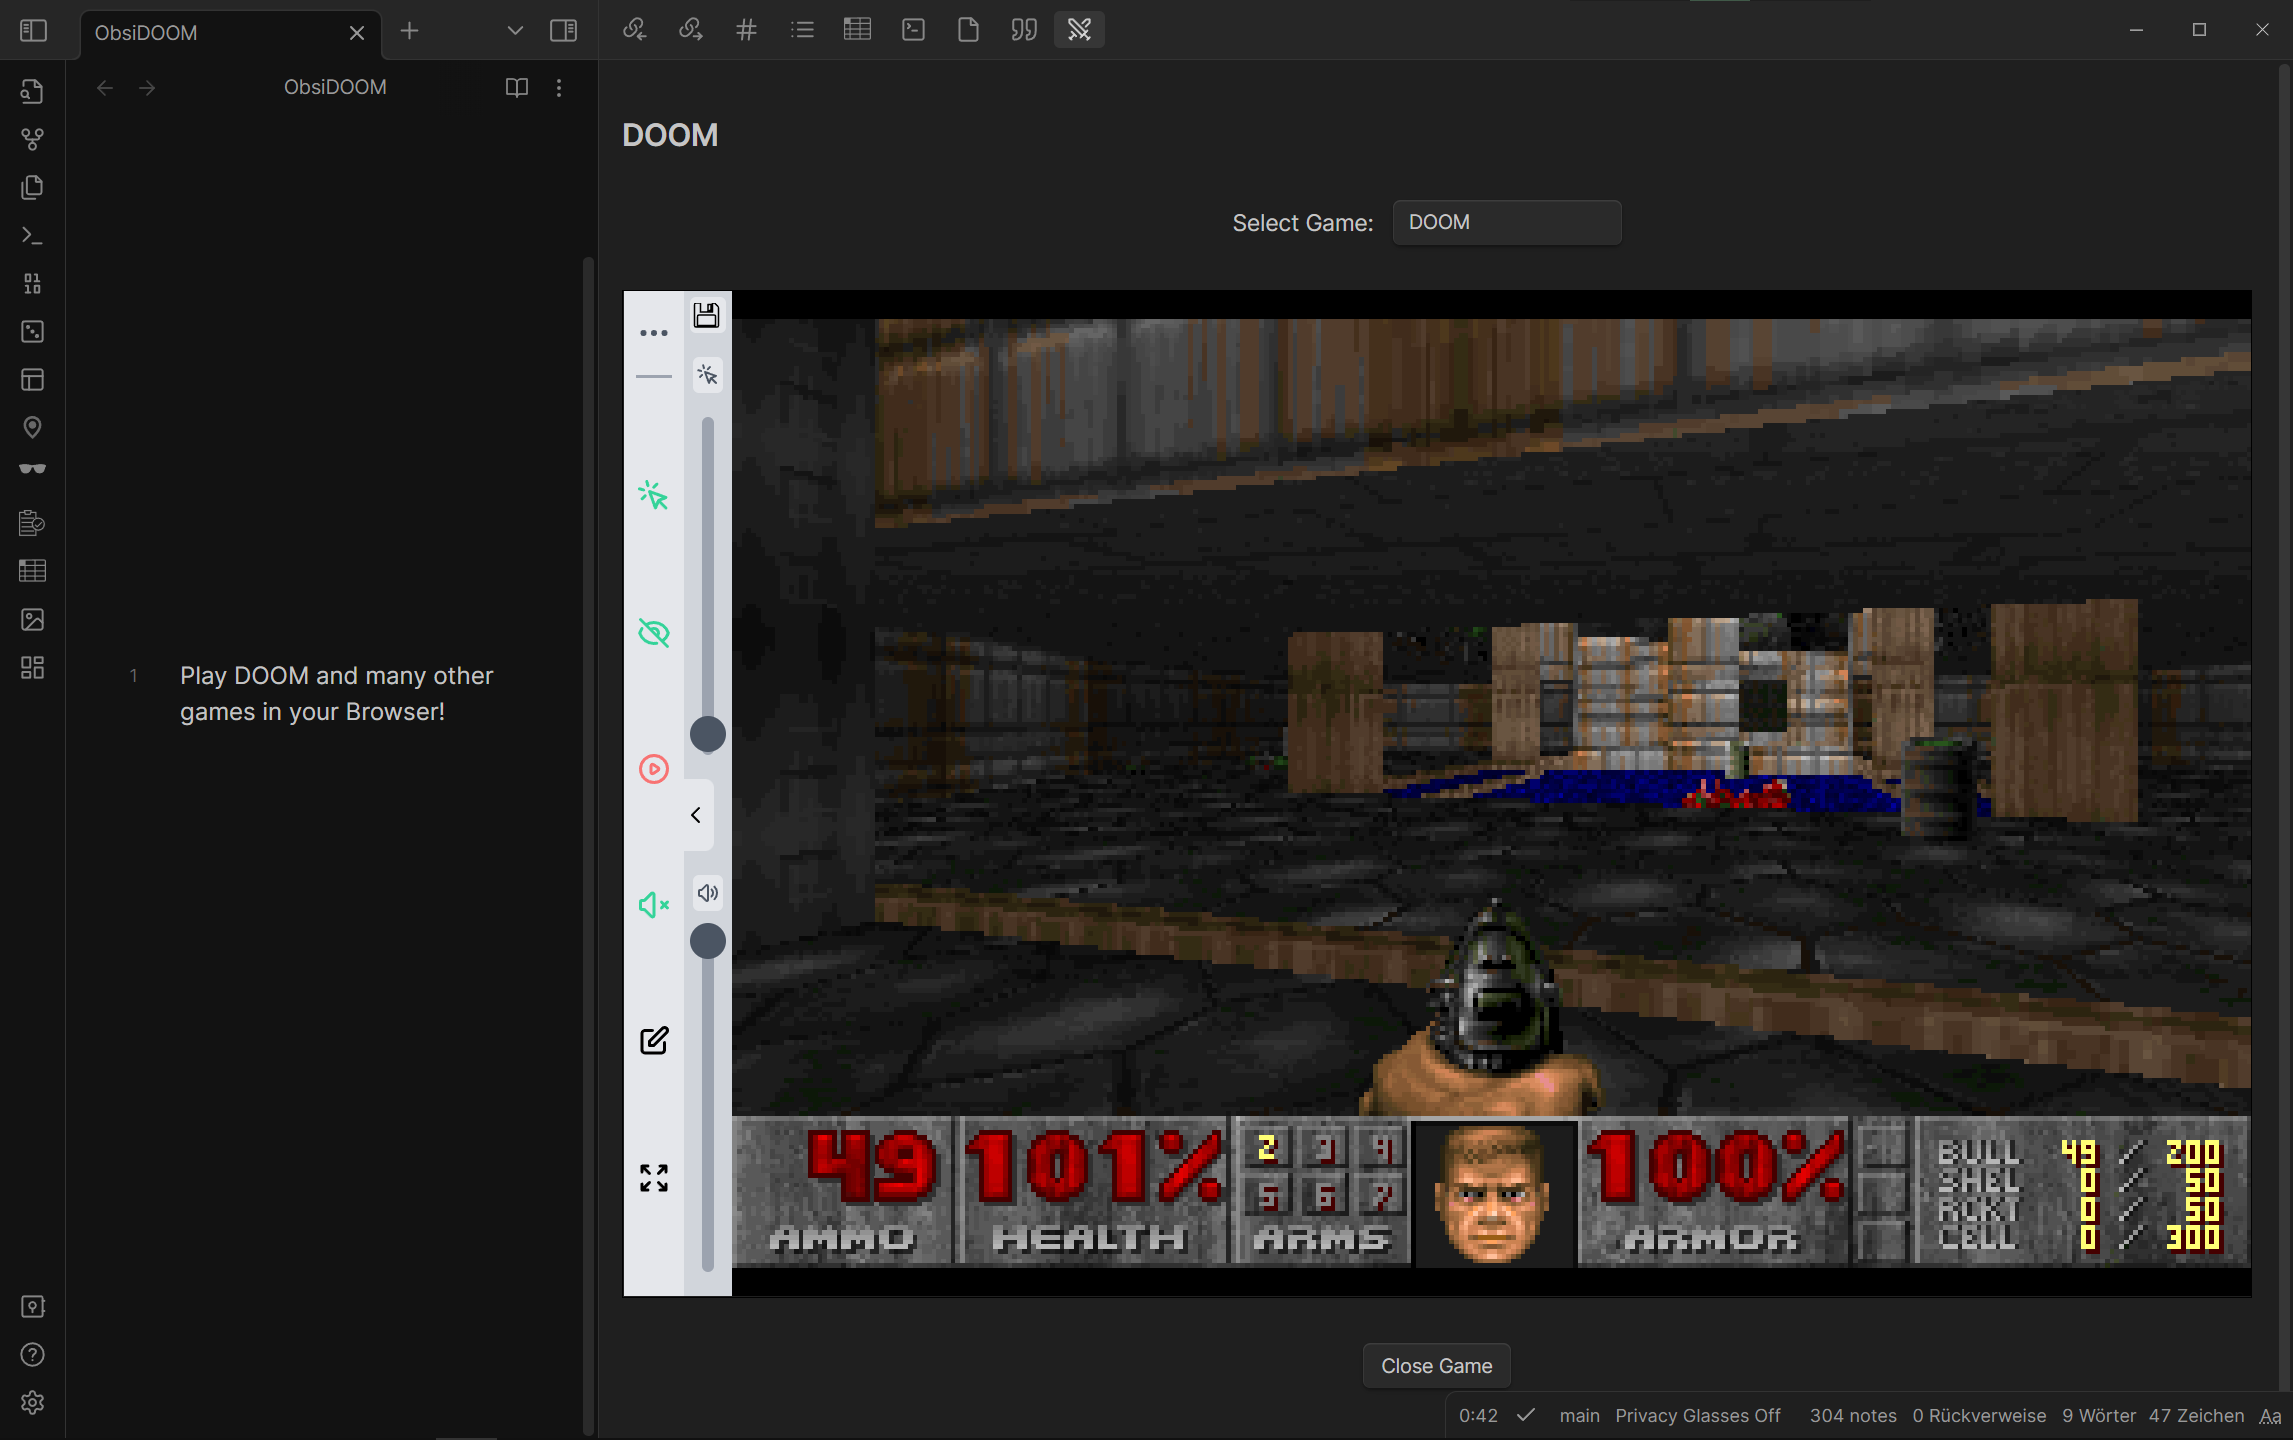 ObsiDOOM
ObsiDOOM
1
Play DOOM and many other
games in your Browser!
DOOM
Select Game: DOOM
49 101% 2 3 4 100% BULL 49 / 200
SHEL 0 / 50
5 6 7 RCKT 0 / 50
AMMO HEALTH ARMS ARMOR CELL 0 / 300
Close Game
0:42 main Privacy Glasses Off 304 notes 0 Rückverweise 9 Wörter 47 Zeichen Aa